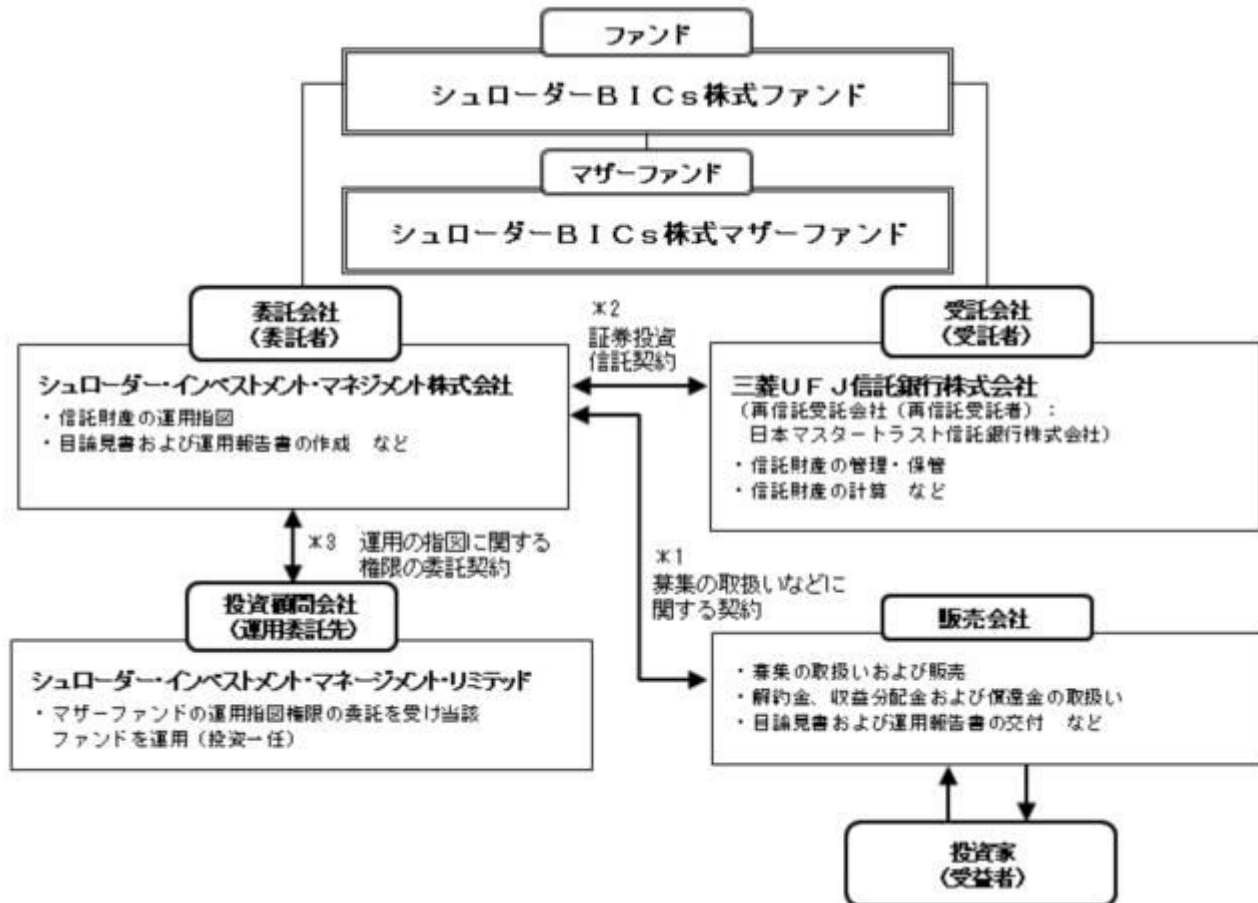 ファンド
シュローダーBICs株式ファンド
マザーファンド
シュローダーBICs株式マザーファンド
委託会社
(委託者)
シュローダー・インベストメント・マネジメント株式会社
・信託財産の運用指図
・目論見書および運用報告書の作成 など
*2
証券投資
信託契約
受託会社
(受託者)
三菱UFJ信託銀行株式会社
(再信託受託会社(再信託受託者):
日本マスタートラスト信託銀行株式会社)
・信託財産の管理・保管
・信託財産の計算 など
*3 運用の指図に関する
権限の委託契約
*1
募集の取扱いなどに
関する契約
投資顧問会社
(運用委託先)
シュローダー・インベストメント・マネージメント・リミテッド
・マザーファンドの運用指図権限の委託を受け当該
ファンドを運用(投資一任)
販売会社
・募集の取扱いおよび販売
・解約金、収益分配金および償還金の取扱い
・目論見書および運用報告書の交付 など
投資家
(受益者)